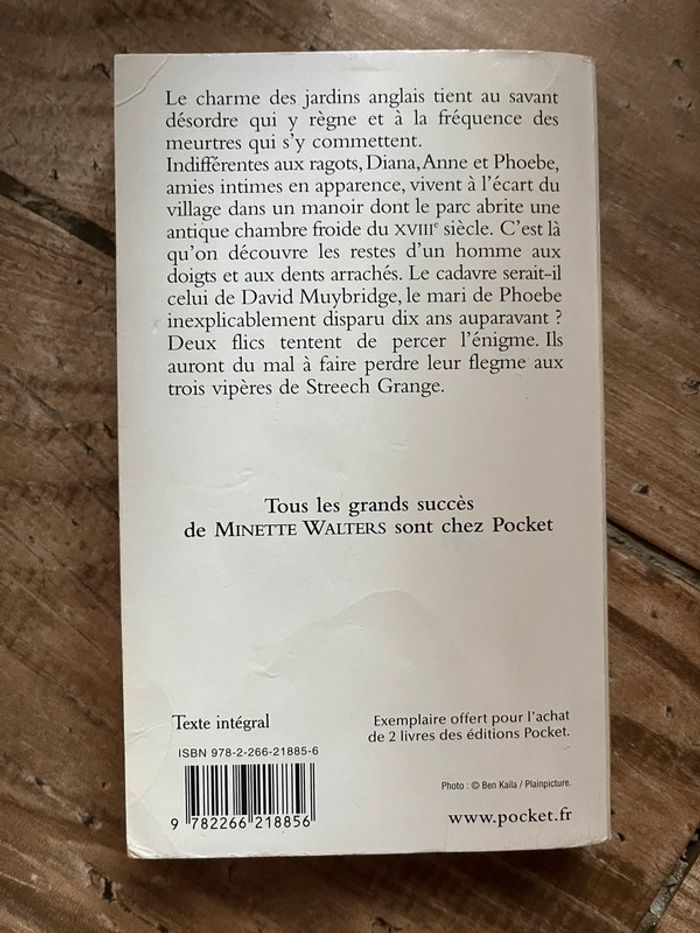 Le charme des jardins anglais tient au savant
désordre qui y règne et à la fréquence des
meurtres qui s'y commettent.
Indifférentes aux ragots, Diana, Anne et Phoebe,
amies intimes en apparence, vivent à l'écart du
village dans un manoir dont le parc abrite une
antique chambre froide du XVIIIe siècle. C'est là
qu'on découvre les restes d'un homme aux
doigts et aux dents arrachés. Le cadavre serait-il
celui de David Muybridge, le mari de Phoebe
inexplicablement disparu dix ans auparavant ?
Deux flics tentent de percer l'énigme. Ils
auront du mal à faire perdre leur flegme aux
trois vipères de Streech Grange.
Tous les grands succès
de MINETTE WALTERS sont chez Pocket
Texte intégral
ISBN 978-2-266-21885-6
9 782266 218856
Exemplaire offert pour l'achat
de 2 livres des éditions Pocket.
Photo : © Ben Kaila / Plainpicture.
www.pocket.fr